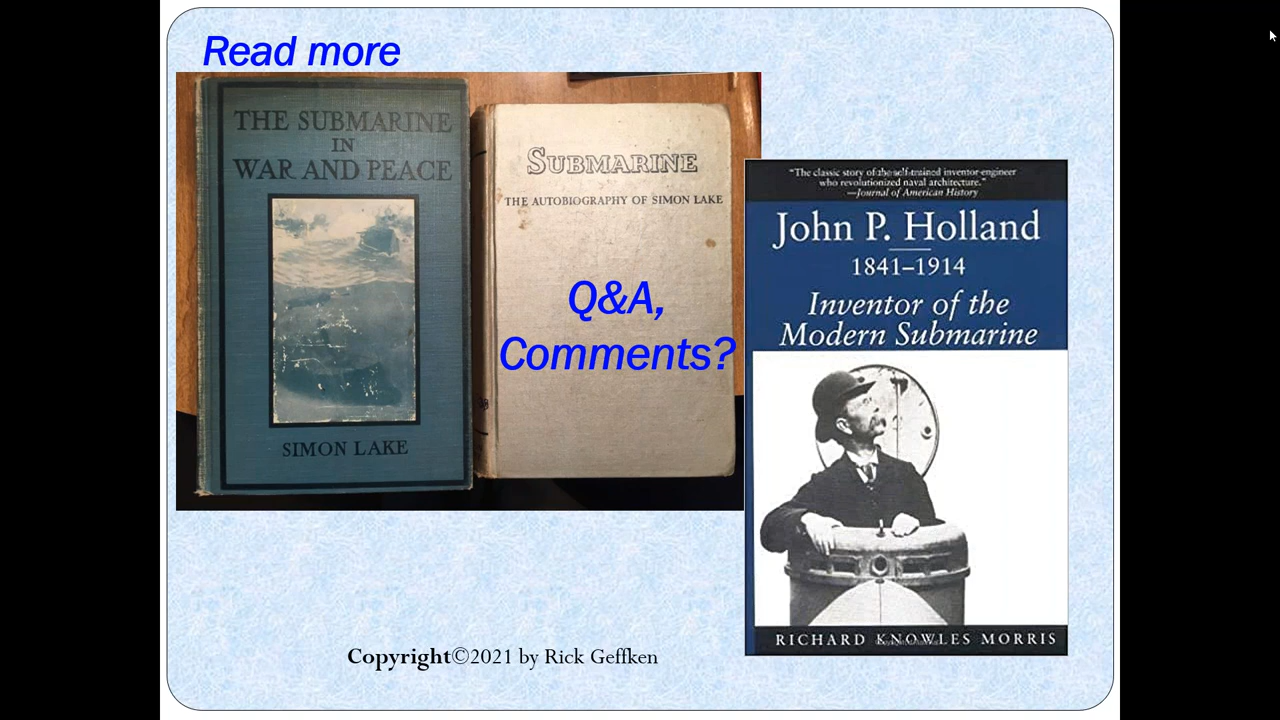 Read more
THE SUBMARINE
IN
WAR AND PEACE
SIMON LAKE
SUBMARINE
THE AUTOBIOGRAPHY OF SIMON LAKE
Q&A,
Comments?
“The classic story of the self-trained inventor-engineer
who revolutionized naval architecture.”
—Journal of American History
John P. Holland
1841–1914
Inventor of the
Modern Submarine
RICHARD KNOWLES MORRIS
Copyright©2021 by Rick Geffken